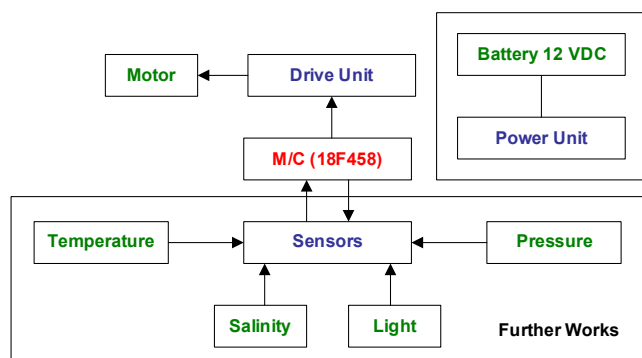 Battery 12 VDC
Motor
Drive Unit
Power Unit
M/C (18F458)
Temperature
Sensors
Pressure
Salinity
Light
Further Works